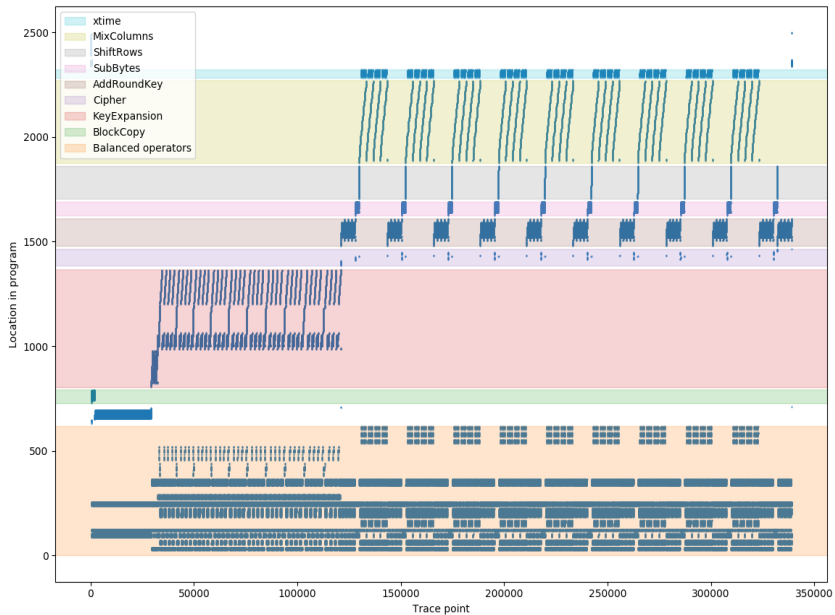 2500
2000
1500
1000
500
0
Location in program
xtime
MixColumns
ShiftRows
SubBytes
AddRoundKey
Cipher
KeyExpansion
BlockCopy
Balanced operators
0 50000 100000 150000 200000 250000 300000 350000
Trace point